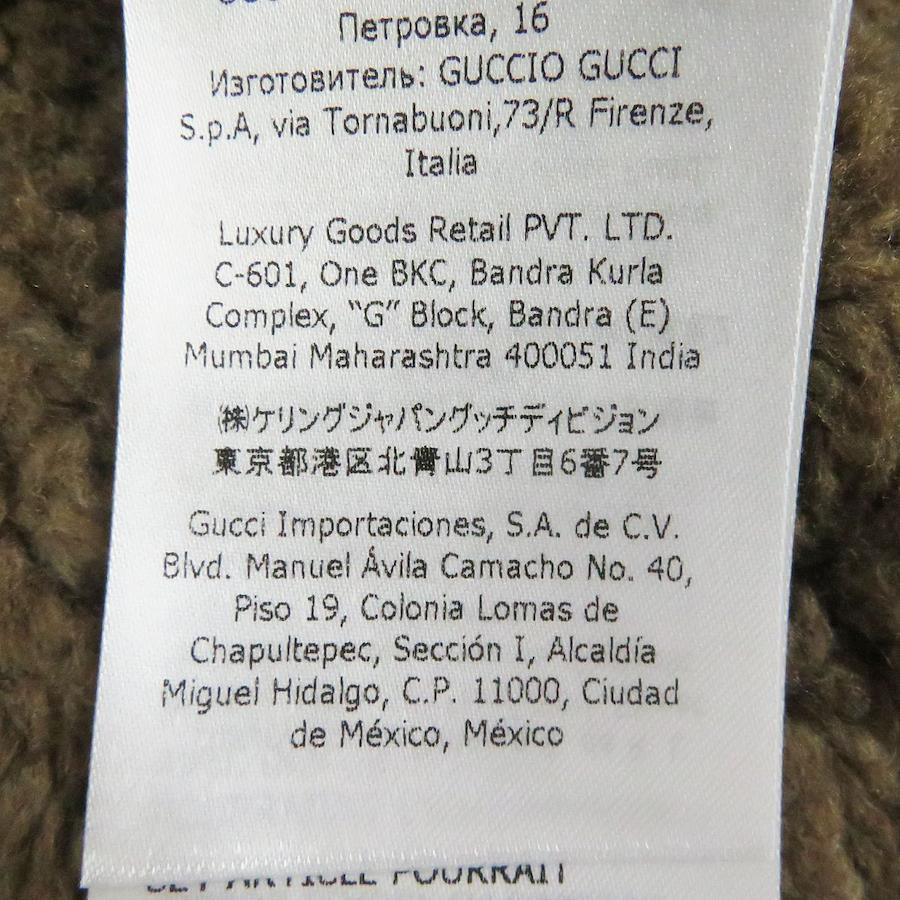 Петровка, 16
Изготовитель: GUCCIO GUCCI
S.p.A, via Tornabuoni,73/R Firenze,
Italia
Luxury Goods Retail PVT. LTD.
C-601, One BKC, Bandra Kurla
Complex, “G” Block, Bandra (E)
Mumbai Maharashtra 400051 India
㈱ケリングジャパングッチディビジョン
東京都港区北青山3丁目6番7号
Gucci Importaciones, S.A. de C.V.
Blvd. Manuel Ávila Camacho No. 40,
Piso 19, Colonia Lomas de
Chapultepec, Sección I, Alcaldía
Miguel Hidalgo, C.P. 11000, Ciudad
de México, México
ARTICLE POURRAIT